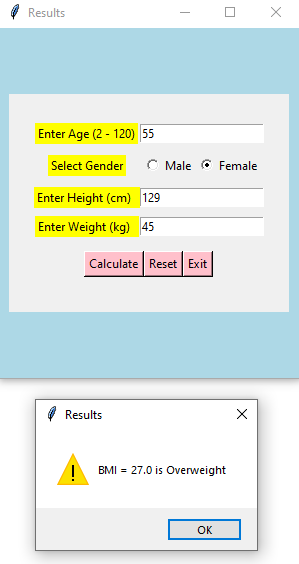 Results
Enter Age (2 - 120) 55
Select Gender Male Female
Enter Height (cm) 129
Enter Weight (kg) 45
Calculate Reset Exit
Results
BMI = 27.0 is Overweight
OK